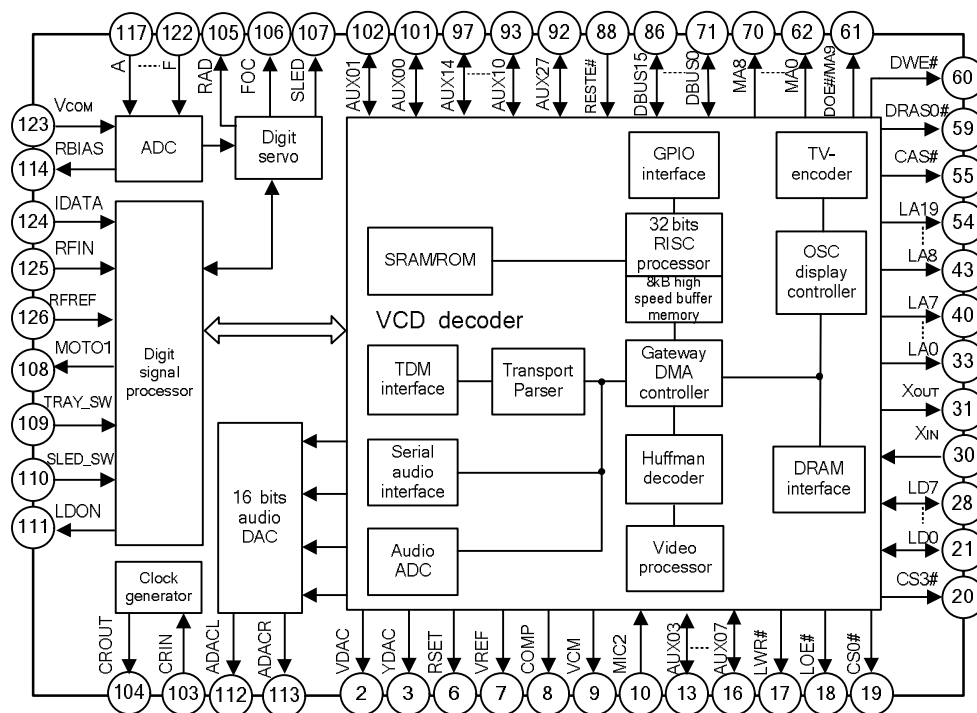 117 122 105 106 107 102 101 97 93 92 88 86 71 70 62 61
A F RAD FOC SLED AUX01 AUX00 AUX14 AUX10 AUX27 RESTE# DBUS15 DBUS0 MA8 MA0 DOE#/MA9
DWE# 60
DRAS0# 59
CAS# 55
LA19 54
LA8 43
LA7 40
LA0 33
XOUT 31
XIN 30
LD7 28
LD0 21
CS3# 20
123 VCOM
114 RBIAS
124 IDATA
125 RFIN
126 RFREF
108 MOTO1
109 TRAY_SW
110 SLED_SW
111 LDON
ADC
Digit
servo
Digit
signal
processor
16 bits
audio
DAC
Clock
generator
VCD decoder
GPIO
interface
TV-
encoder
SRAM/ROM
32 bits
RISC
processor
8kB high
speed buffer
memory
OSC
display
controller
TDM
interface
Transport
Parser
Gateway
DMA
controller
Serial
audio
interface
Huffman
decoder
DRAM
interface
Audio
ADC
Video
processor
CROUT CRIN ADACL ADACR VDAC YDAC RSET VREF COMP VCM MIC2 AUX03 AUX07 LWR# LOE# CS0#
104 103 112 113 2 3 6 7 8 9 10 13 16 17 18 19